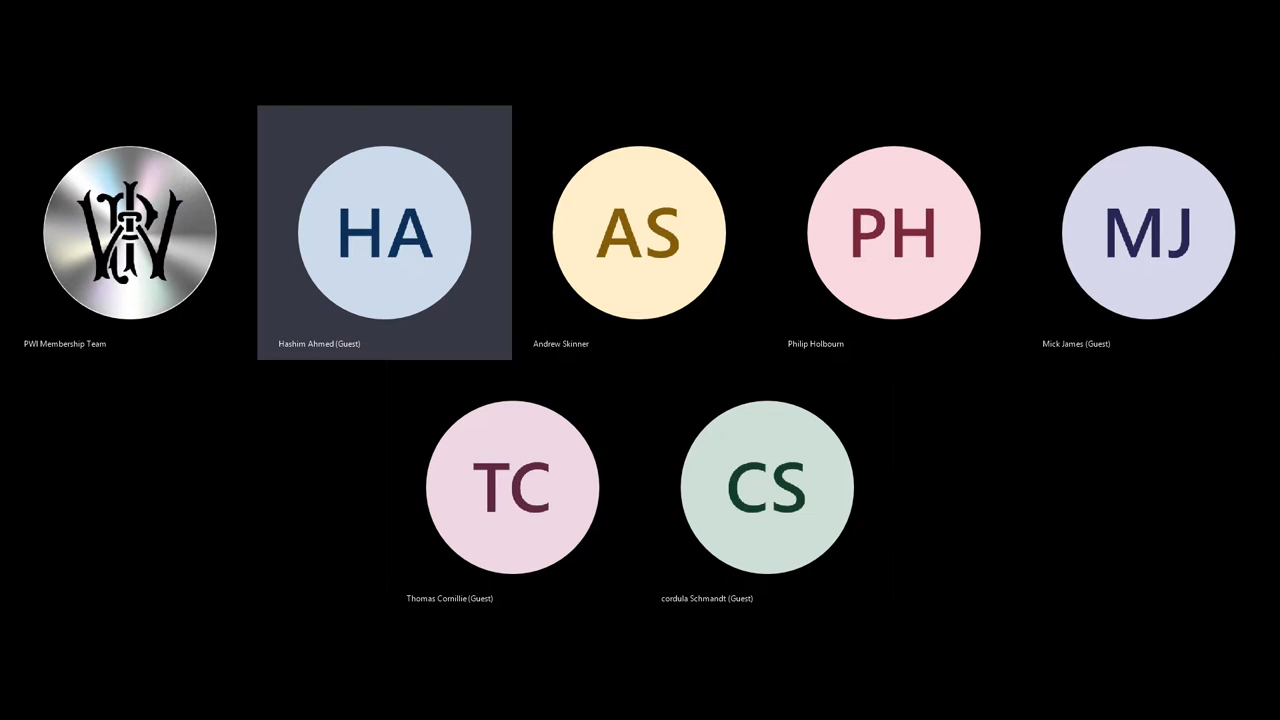 HA
AS
PH
MJ
PWI Membership Team
Hashim Ahmed (Guest)
Andrew Skinner
Philip Holbourn
Mick James (Guest)
TC
CS
Thomas Cornillie (Guest)
cordula Schmandt (Guest)